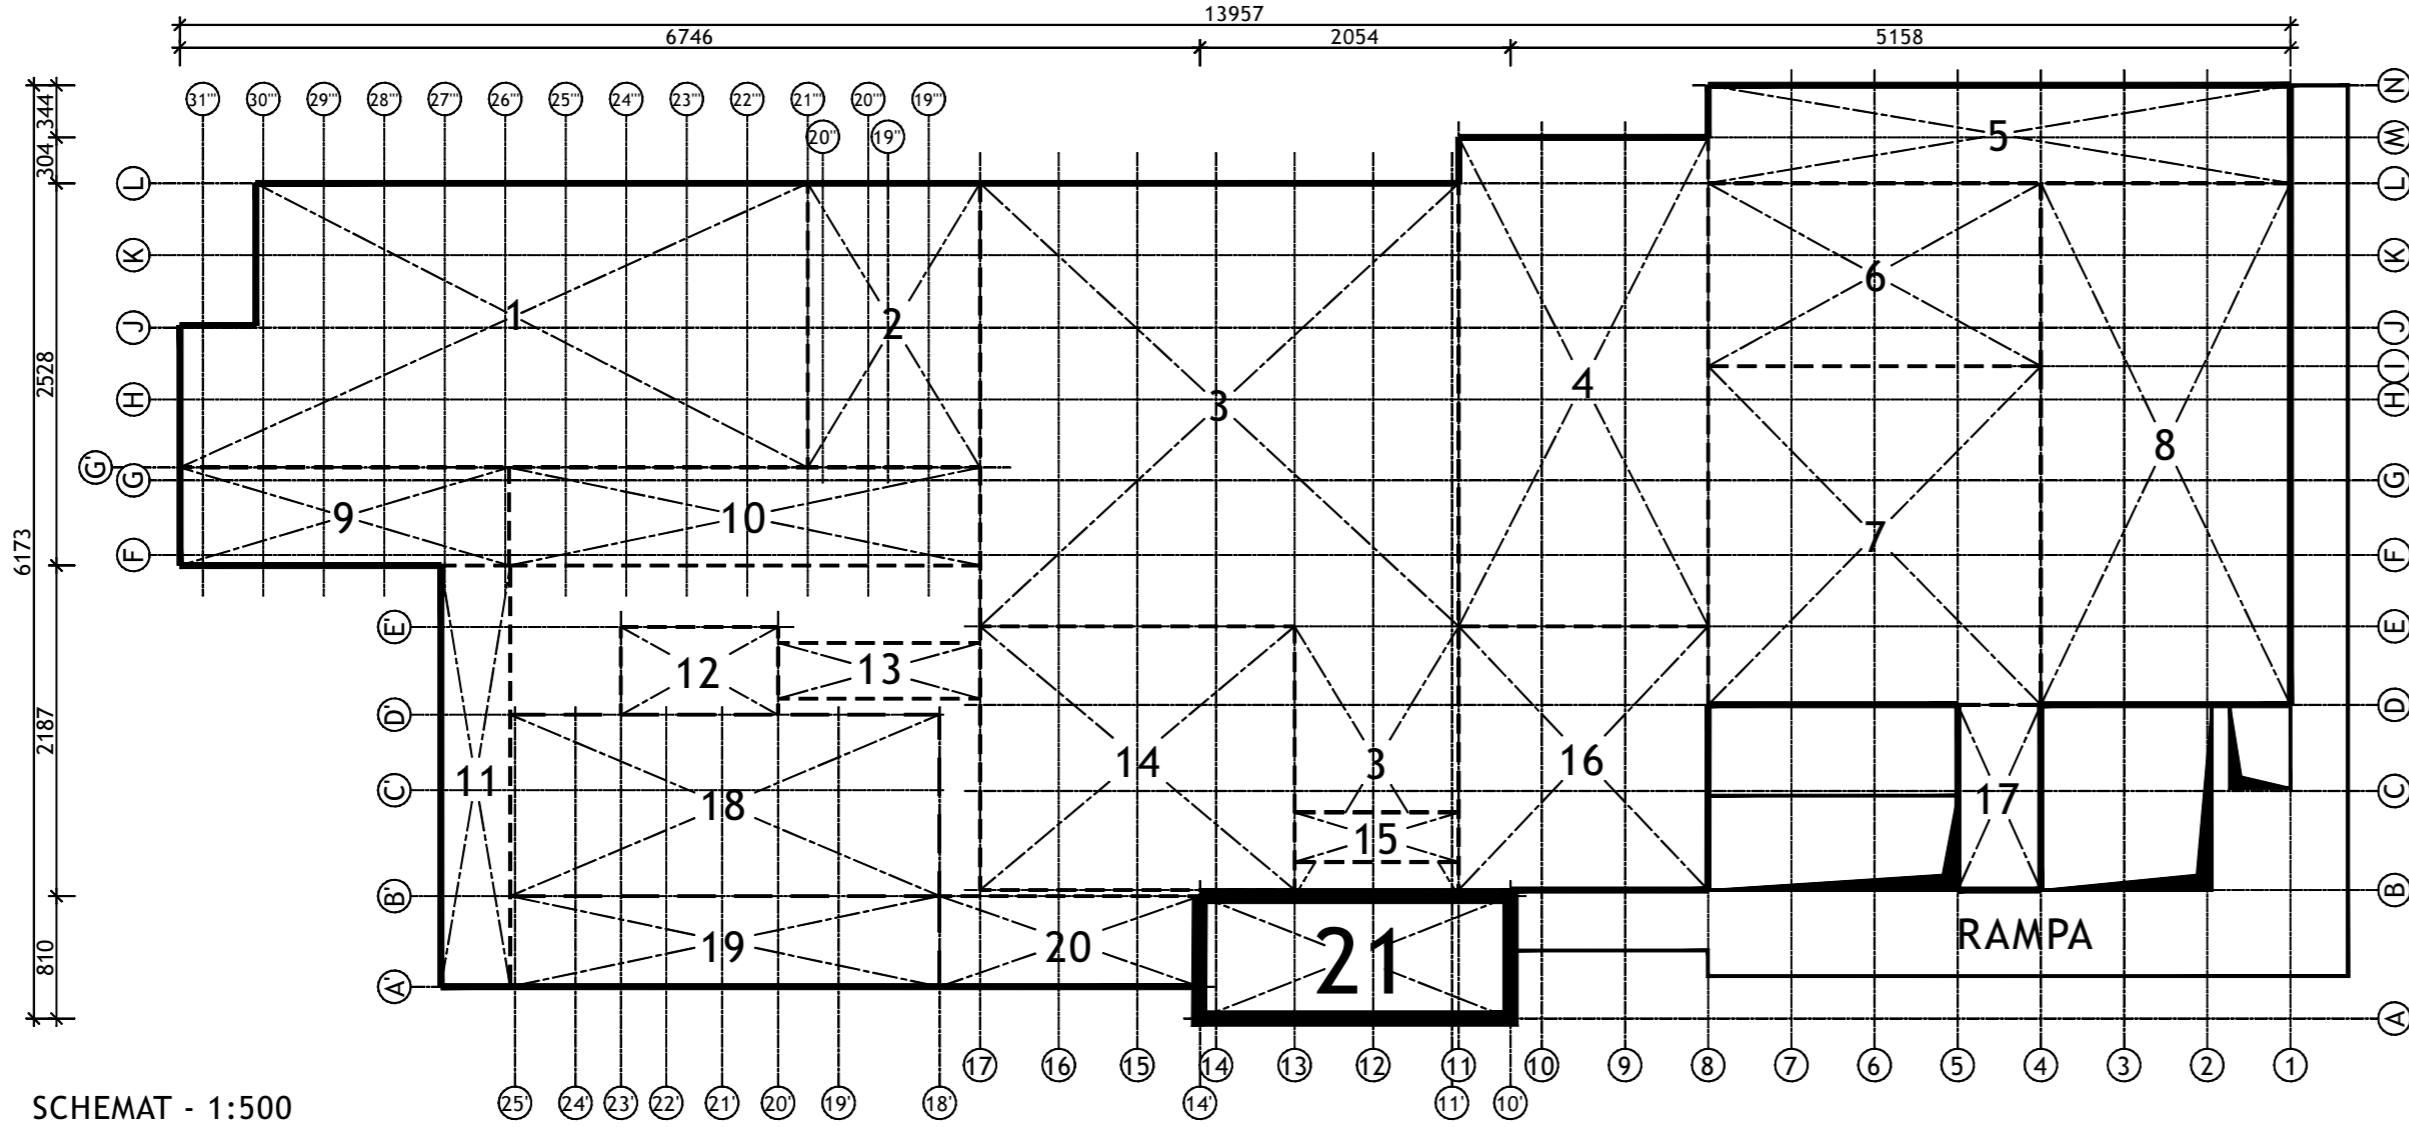 13957
6746 2054 5158
31''' 30''' 29''' 28''' 27''' 26''' 25''' 24''' 23''' 22''' 21''' 20''' 19'''
20'' 19''
344
304
2528
6173
2187
810
L
K
J
H
G'
G
F
E'
D'
C'
B'
A'
N
M
L
K
J
I
H
G
F
E
D
C
B
A
5
6
1 2
3
4
8
9 10
7
12 13
14
3
16
11
18
17
15
19 20
21
RAMPA
17 16 15 14 13 12 11 10 9 8 7 6 5 4 3 2 1
25' 24' 23' 22' 21' 20' 19' 18' 14' 11' 10'
SCHEMAT - 1:500